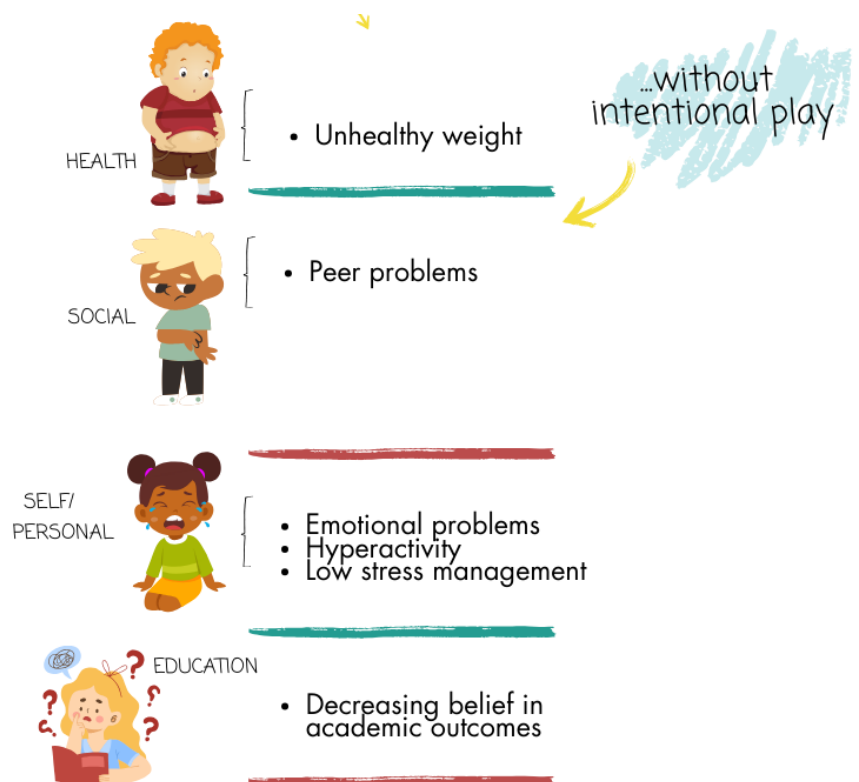 ...without
intentional play
HEALTH
• Unhealthy weight
SOCIAL
• Peer problems
SELF/
PERSONAL
• Emotional problems
• Hyperactivity
• Low stress management
EDUCATION
• Decreasing belief in
academic outcomes